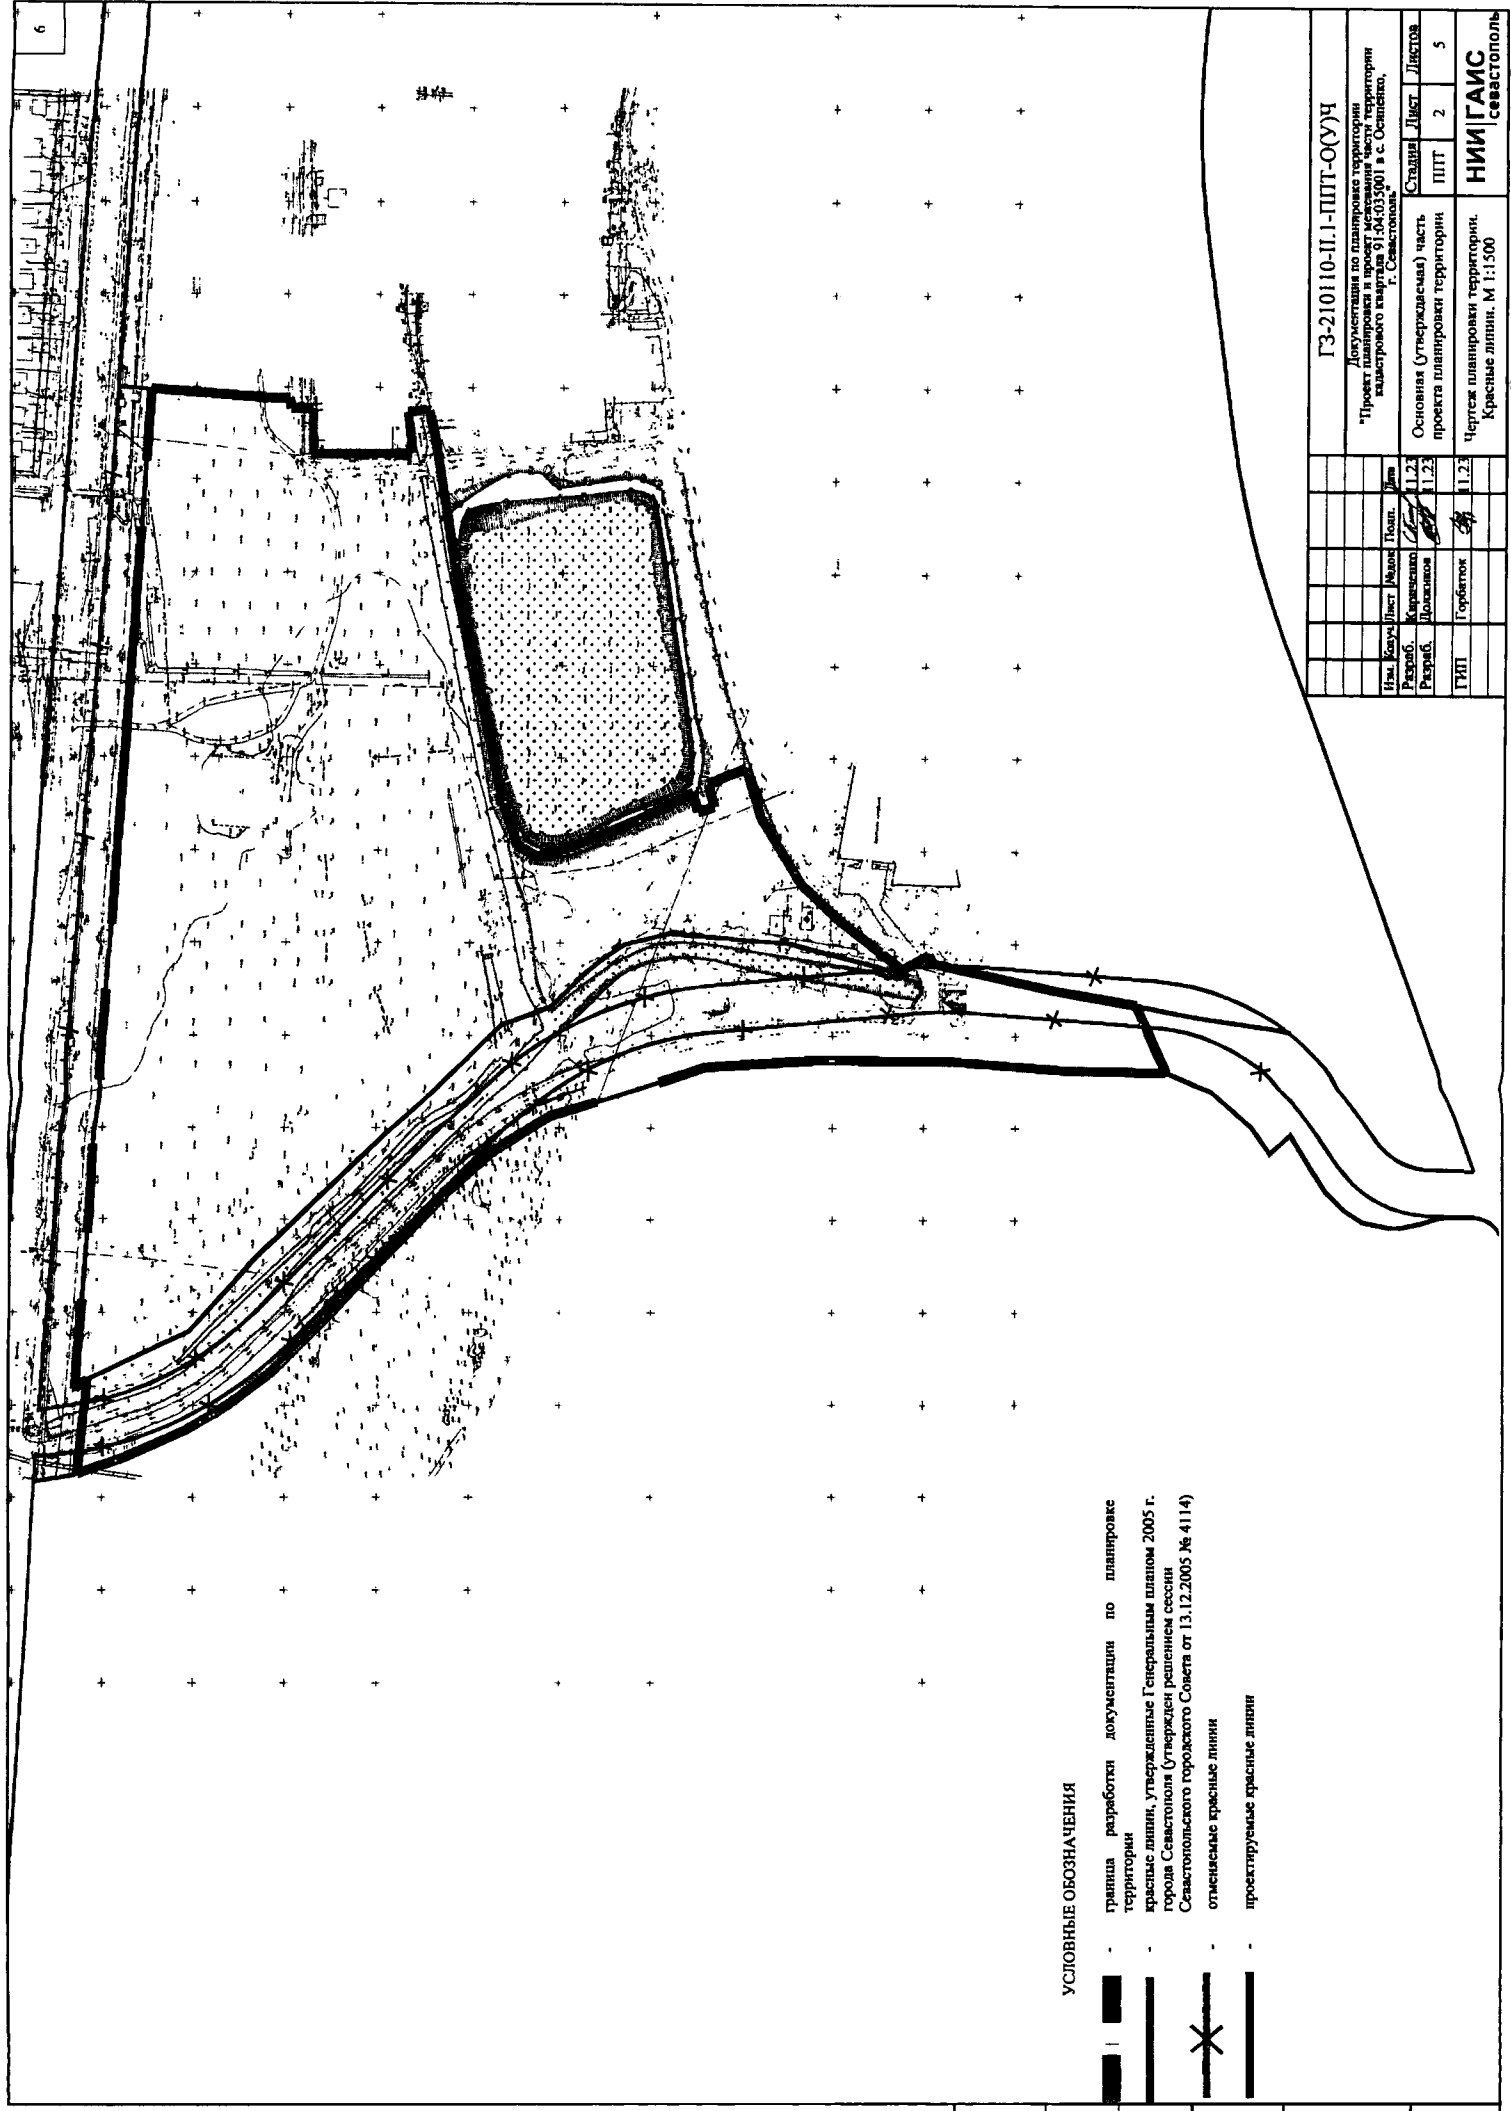 6
УСЛОВНЫЕ ОБОЗНАЧЕНИЯ
- граница разработки документации по планировке
территории
- красные линии, утвержденные Генеральным планом 2005 г.
города Севастополя (утвержден решением сессии
Севастопольского городского Совета от 13.12.2005 № 4114)
- отменяемые красные линии
- проектируемые красные линии
ГЗ-210110-II.1-ППТ-О(У)Ч
Документация по планировке территории
"Проект планировки и проект межевания части территории
кадастрового квартала 91:04:035001 в с. Осипенко,
г. Севастополь"
Изм. Кол.уч Лист №док Подп. Дата
Разраб. 11.23
Разраб. Должиков 11.23
ГИП Горбатюк 11.23
Основная (утверждаемая) часть
проекта планировки территории
Стадия Лист Листов
ППТ 2 5
Чертеж планировки территории.
Красные линии. М 1:1500
НИИ ГАИС
севастополь